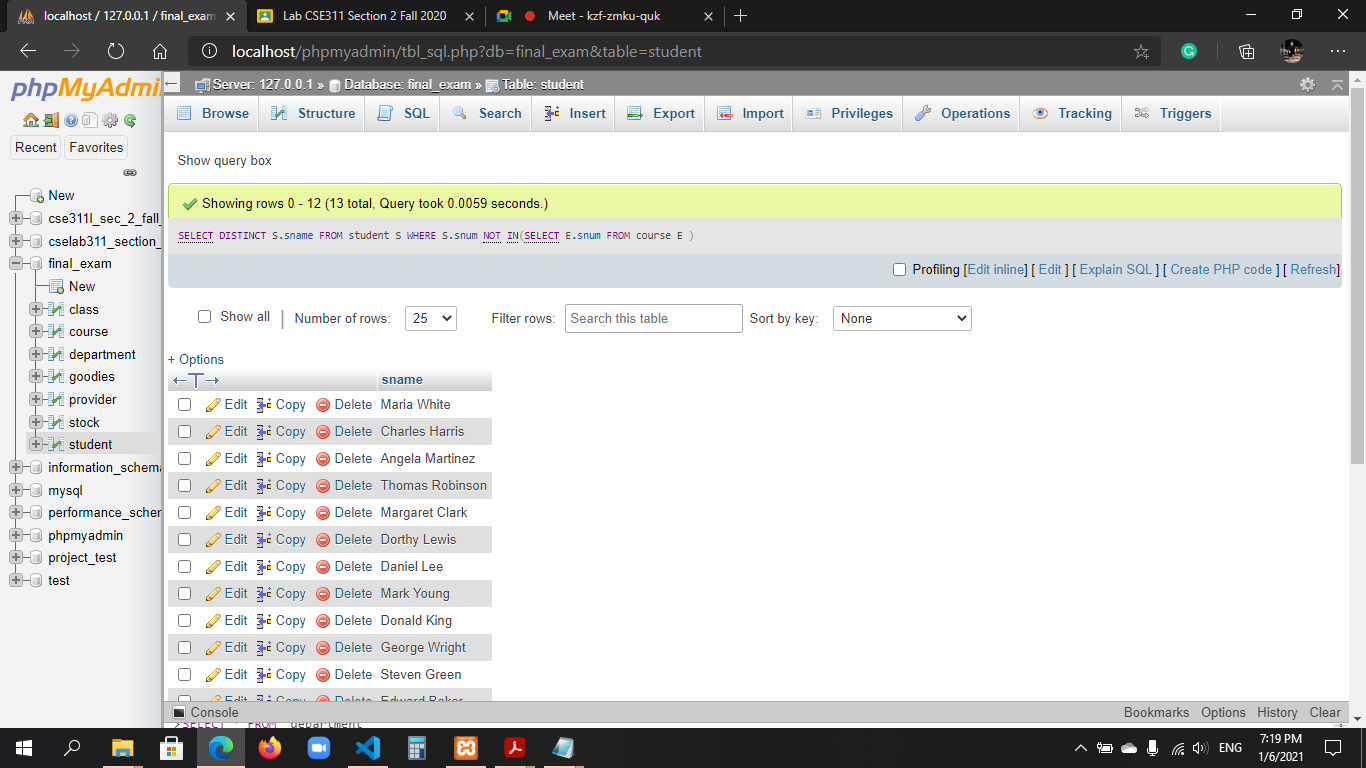 localhost / 127.0.0.1 / final_exam
Lab CSE311 Section 2 Fall 2020
Meet - kzf-zmku-quk
localhost/phpmyadmin/tbl_sql.php?db=final_exam&table=student
phpMyAdmin
Recent Favorites
New
cse311l_sec_2_fall_
cselab311_section_
final_exam
New
class
course
department
goodies
provider
stock
student
information_schema
mysql
performance_schem
phpmyadmin
project_test
test
Server: 127.0.0.1 » Database: final_exam » Table: student
Browse Structure SQL Search Insert Export Import Privileges Operations Tracking Triggers
Show query box
Showing rows 0 - 12 (13 total, Query took 0.0059 seconds.)
SELECT DISTINCT S.sname FROM student S WHERE S.snum NOT IN(SELECT E.snum FROM course E )
Profiling [Edit inline] [ Edit ] [ Explain SQL ] [ Create PHP code ] [ Refresh]
Show all | Number of rows: 25 Filter rows: Search this table Sort by key: None
+ Options
←T→ sname
Edit Copy Delete Maria White
Edit Copy Delete Charles Harris
Edit Copy Delete Angela Martinez
Edit Copy Delete Thomas Robinson
Edit Copy Delete Margaret Clark
Edit Copy Delete Dorthy Lewis
Edit Copy Delete Daniel Lee
Edit Copy Delete Mark Young
Edit Copy Delete Donald King
Edit Copy Delete George Wright
Edit Copy Delete Steven Green
Edit Copy Delete Edward Baker
Console Bookmarks Options History Clear
>SELECT * FROM `department`
ENG
7:19 PM
1/6/2021